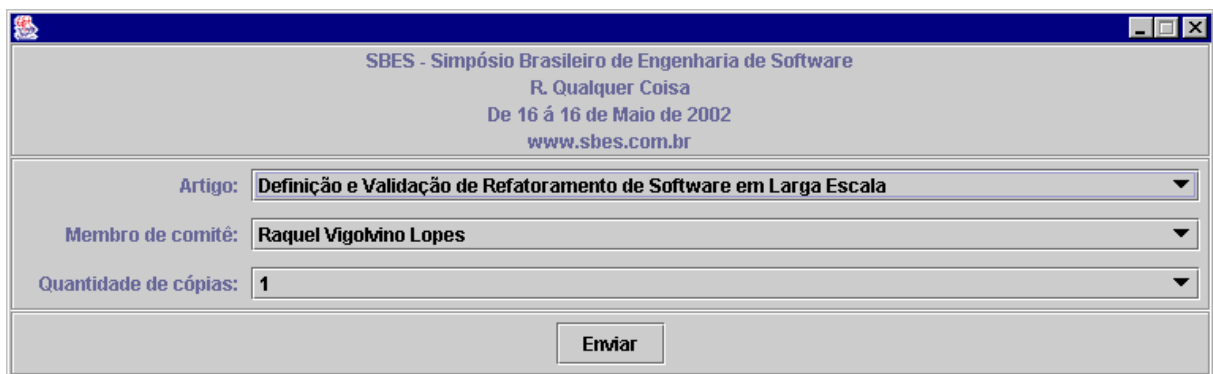 SBES - Simpósio Brasileiro de Engenharia de Software
R. Qualquer Coisa
De 16 á 16 de Maio de 2002
www.sbes.com.br
Artigo: Definição e Validação de Refatoramento de Software em Larga Escala
Membro de comitê: Raquel Vigolvino Lopes
Quantidade de cópias: 1
Enviar